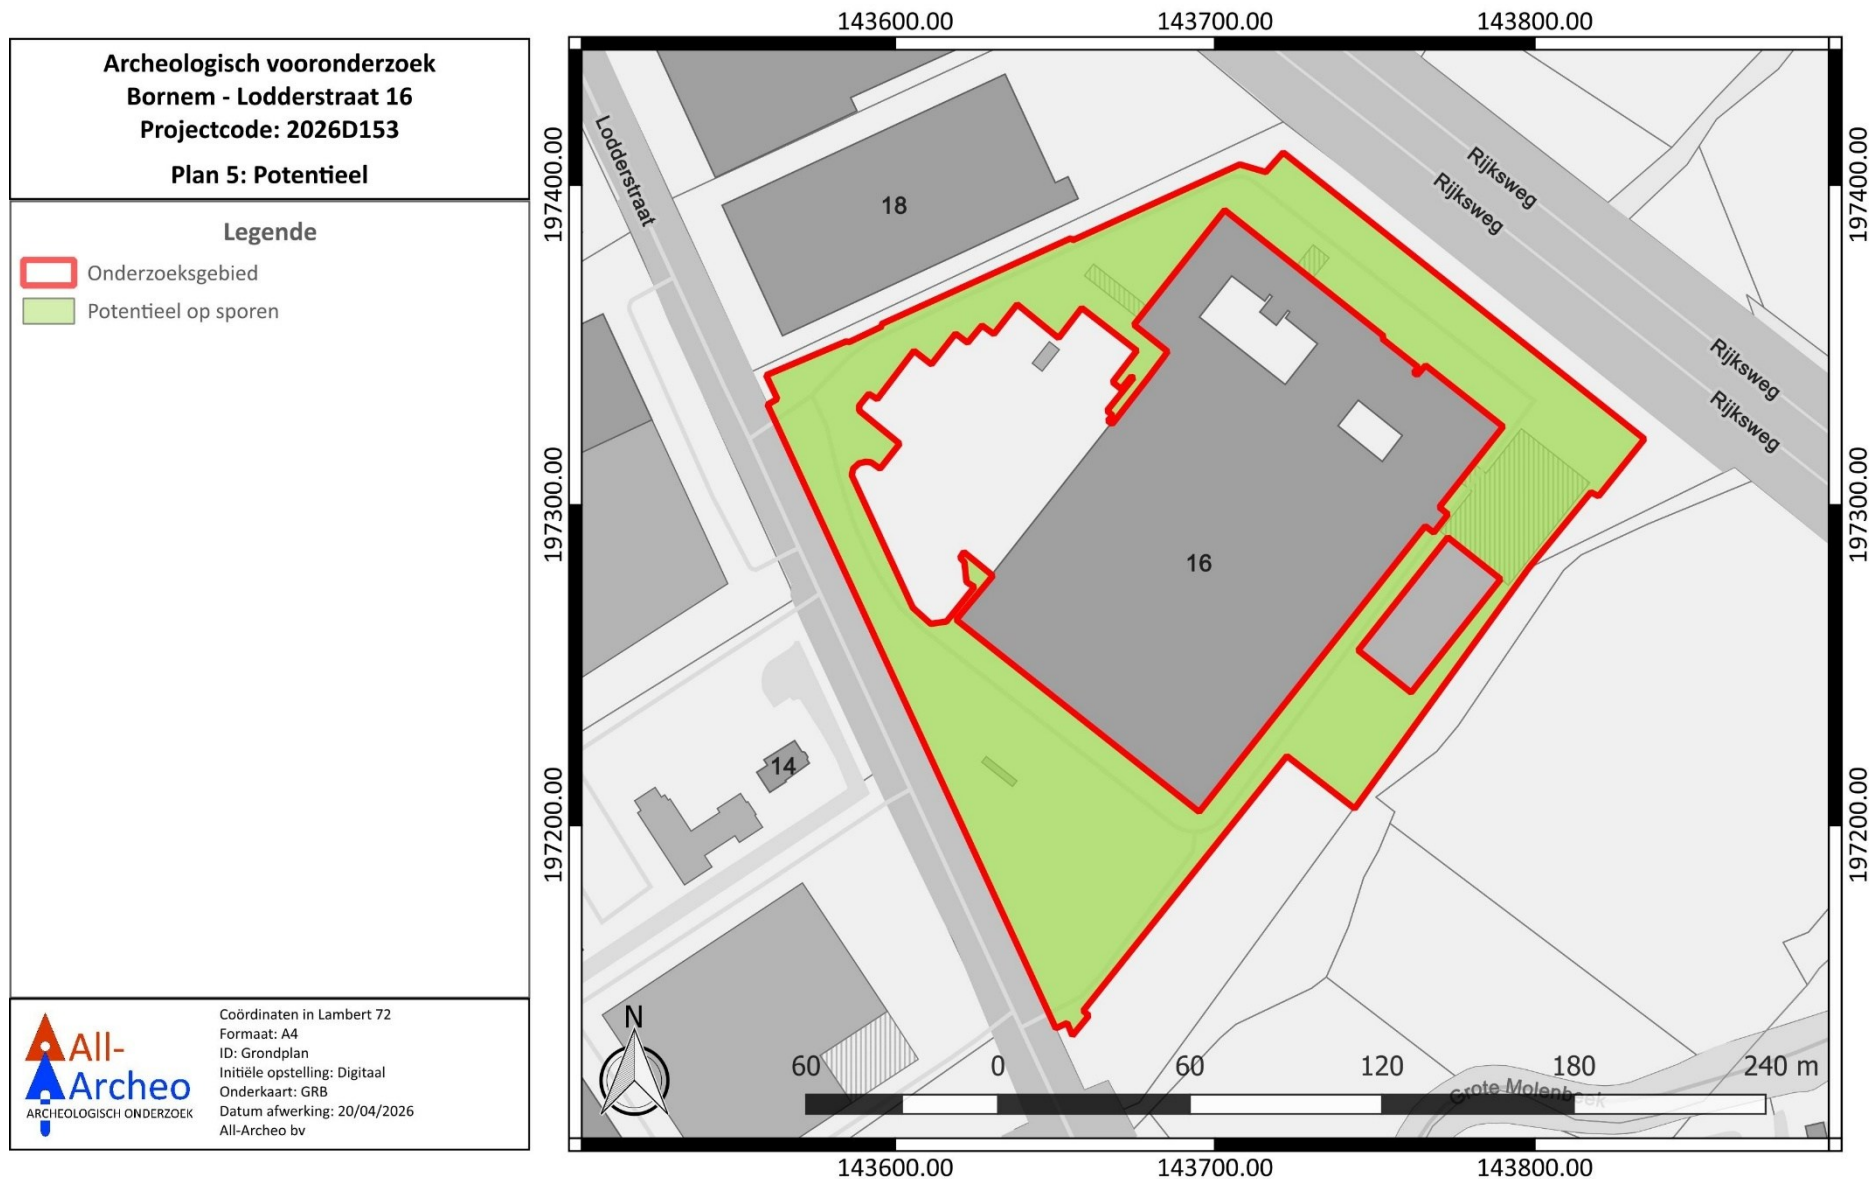 Archeologisch vooronderzoek
Bornem - Lodderstraat 16
Projectcode: 2026D153
Plan 5: Potentieel
Legende
Onderzoeksgebied
Potentieel op sporen
All-
Archeo
ARCHEOLOGISCH ONDERZOEK
Coördinaten in Lambert 72
Formaat: A4
ID: Grondplan
Initiële opstelling: Digitaal
Onderkaart: GRB
Datum afwerking: 20/04/2026
All-Archeo bv
143600.00
143700.00
143800.00
197400.00
197300.00
197200.00
Lodderstraat
18
Rijksweg
Rijksweg
Rijksweg
Rijksweg
16
14
N
60
0
60
120
180
240 m
Grote Molenbeek
197400.00
197300.00
197200.00
143600.00
143700.00
143800.00